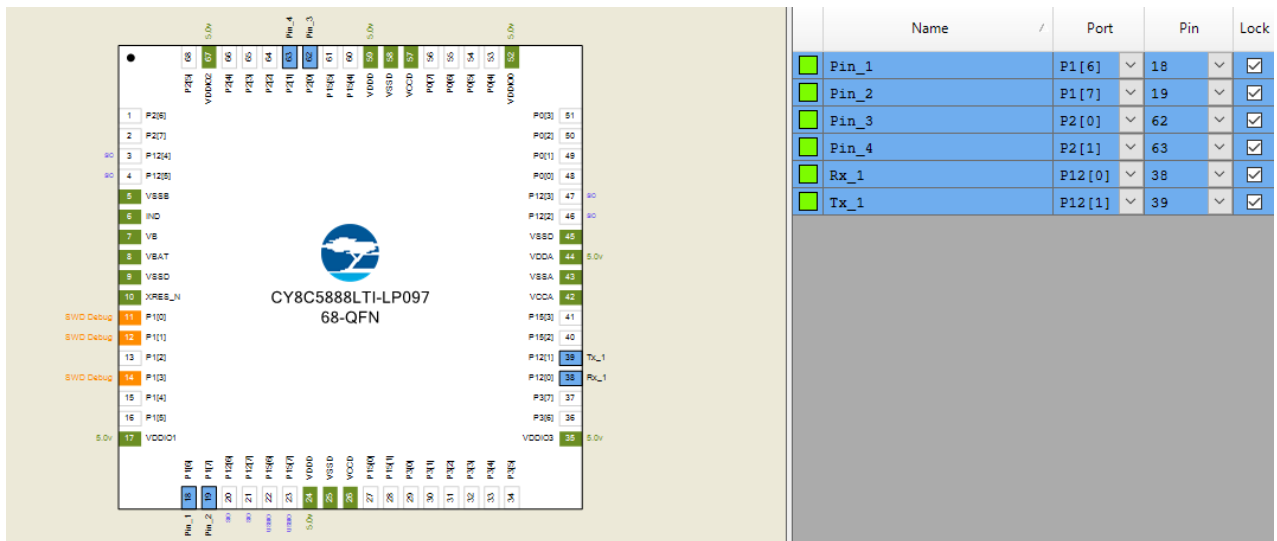 Pin_4 Pin_3
5.0v 5.0v 5.0v
68 67 66 65 64 63 62 61 60 59 58 57 56 55 54 53 52
P2[5] VDDIO2 P2[4] P2[3] P2[2] P2[1] P2[0] P15[5] P15[4] VDDD VSSD VCCD P0[7] P0[6] P0[5] P0[4] VDDIO0
1 P2[6] P0[3] 51
2 P2[7] P0[2] 50
SIO 3 P12[4] P0[1] 49
SIO 4 P12[5] P0[0] 48
5 VSSB P12[3] 47 SIO
6 IND P12[2] 46 SIO
7 VB VSSD 45
8 VBAT VDDA 44 5.0v
9 VSSD VSSA 43
10 XRES_N VCCA 42
CY8C5888LTI-LP097
68-QFN
SWD Debug 11 P1[0] P15[3] 41
SWD Debug 12 P1[1] P15[2] 40
13 P1[2] P12[1] 39 Tx_1
SWD Debug 14 P1[3] P12[0] 38 Rx_1
15 P1[4] P3[7] 37
16 P1[5] P3[6] 36
5.0v 17 VDDIO1 VDDIO3 35 5.0v
P1[6] P1[7] P12[6] P12[7] P15[6] P15[7] VDDD VSSD VCCD P15[0] P15[1] P3[0] P3[1] P3[2] P3[3] P3[4] P3[5]
18 19 20 21 22 23 24 25 26 27 28 29 30 31 32 33 34
Pin_1 Pin_2 SIO SIO USBIO USBIO 5.0v
Name / Port Pin Lock
Pin_1 P1[6] 18
Pin_2 P1[7] 19
Pin_3 P2[0] 62
Pin_4 P2[1] 63
Rx_1 P12[0] 38
Tx_1 P12[1] 39